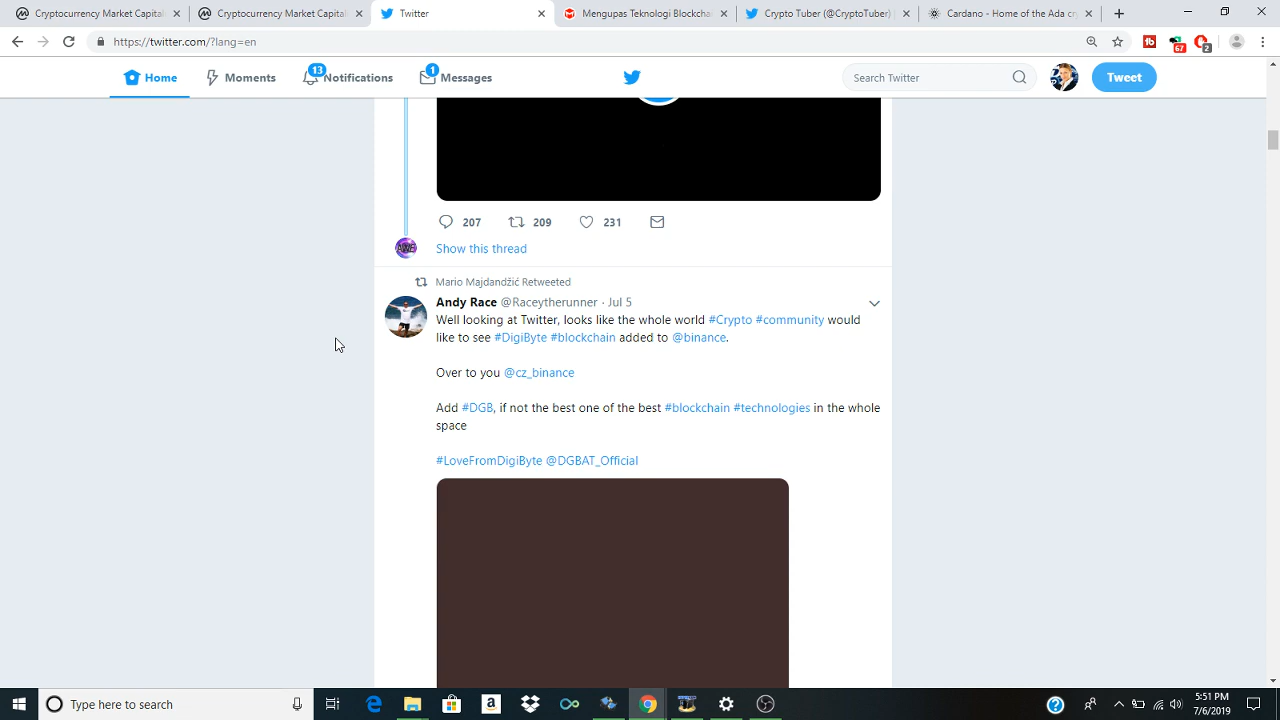 Cryptocurrency Market Capital
Cryptocurrency Market Capital
Twitter
Mengupas Teknologi Blockcha
Crypto Tuber (@CryptoTuber) |
Cardano - Home of the Ada cr
https://twitter.com/?lang=en
67
2
Home
Moments
13
Notifications
1
Messages
Search Twitter
Tweet
207
209
231
Show this thread
Mario Majdandžić Retweeted
Andy Race @Raceytherunner · Jul 5
Well looking at Twitter, looks like the whole world #Crypto #community would
like to see #DigiByte #blockchain added to @binance.
Over to you @cz_binance
Add #DGB, if not the best one of the best #blockchain #technologies in the whole
space
#LoveFromDigiByte @DGBAT_Official
Type here to search
5:51 PM
7/6/2019